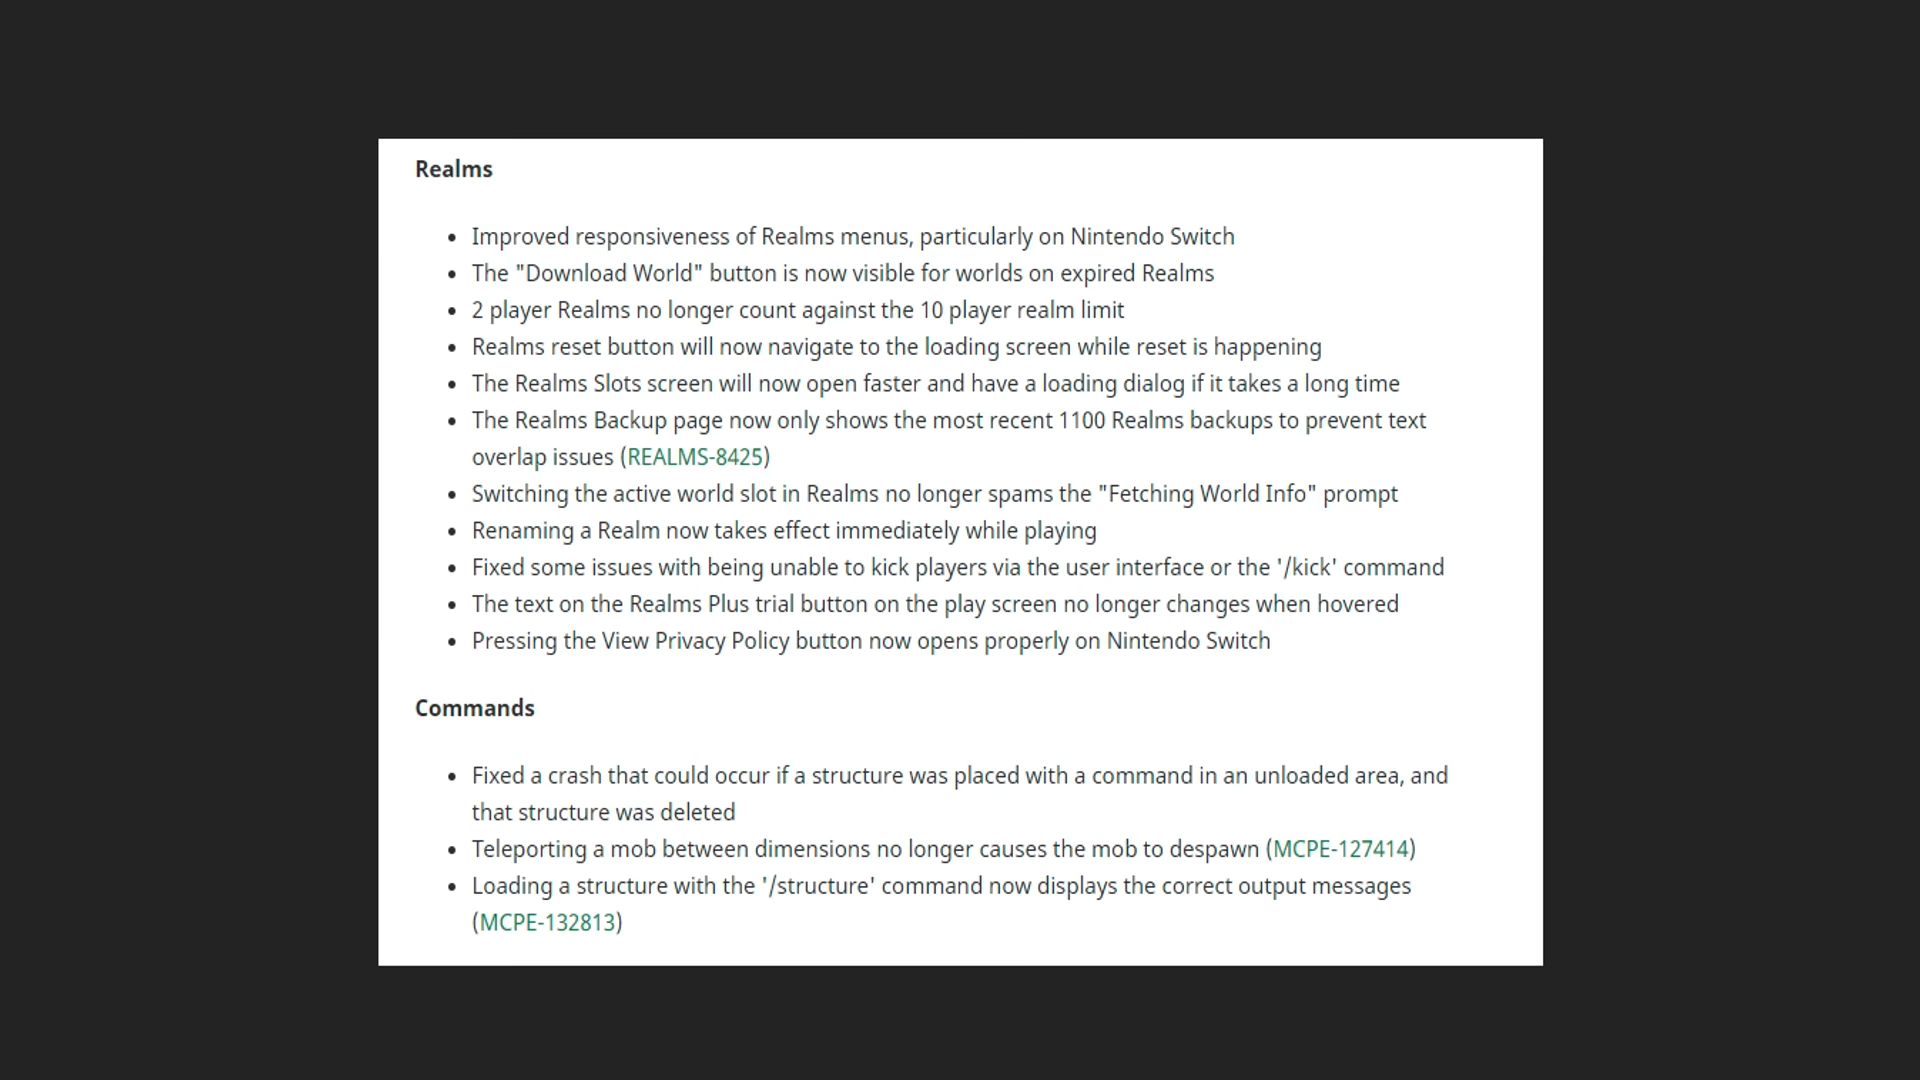 Realms
Improved responsiveness of Realms menus, particularly on Nintendo Switch
The "Download World" button is now visible for worlds on expired Realms
2 player Realms no longer count against the 10 player realm limit
Realms reset button will now navigate to the loading screen while reset is happening
The Realms Slots screen will now open faster and have a loading dialog if it takes a long time
The Realms Backup page now only shows the most recent 1100 Realms backups to prevent text
overlap issues (REALMS-8425)
Switching the active world slot in Realms no longer spams the "Fetching World Info" prompt
Renaming a Realm now takes effect immediately while playing
Fixed some issues with being unable to kick players via the user interface or the '/kick' command
The text on the Realms Plus trial button on the play screen no longer changes when hovered
Pressing the View Privacy Policy button now opens properly on Nintendo Switch
Commands
Fixed a crash that could occur if a structure was placed with a command in an unloaded area, and
that structure was deleted
Teleporting a mob between dimensions no longer causes the mob to despawn (MCPE-127414)
Loading a structure with the '/structure' command now displays the correct output messages
(MCPE-132813)